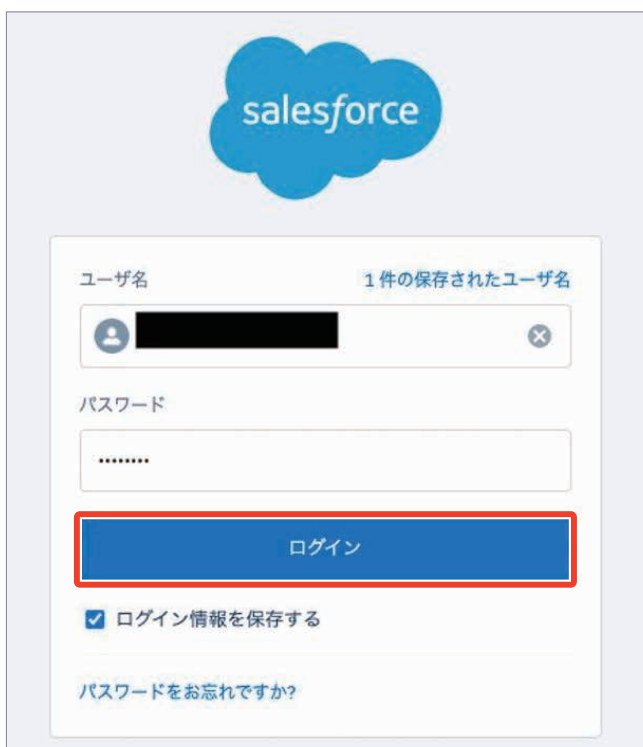 salesforce
ユーザ名
1 件の保存されたユーザ名
パスワード
••••••••
ログイン
ログイン情報を保存する
パスワードをお忘れですか?